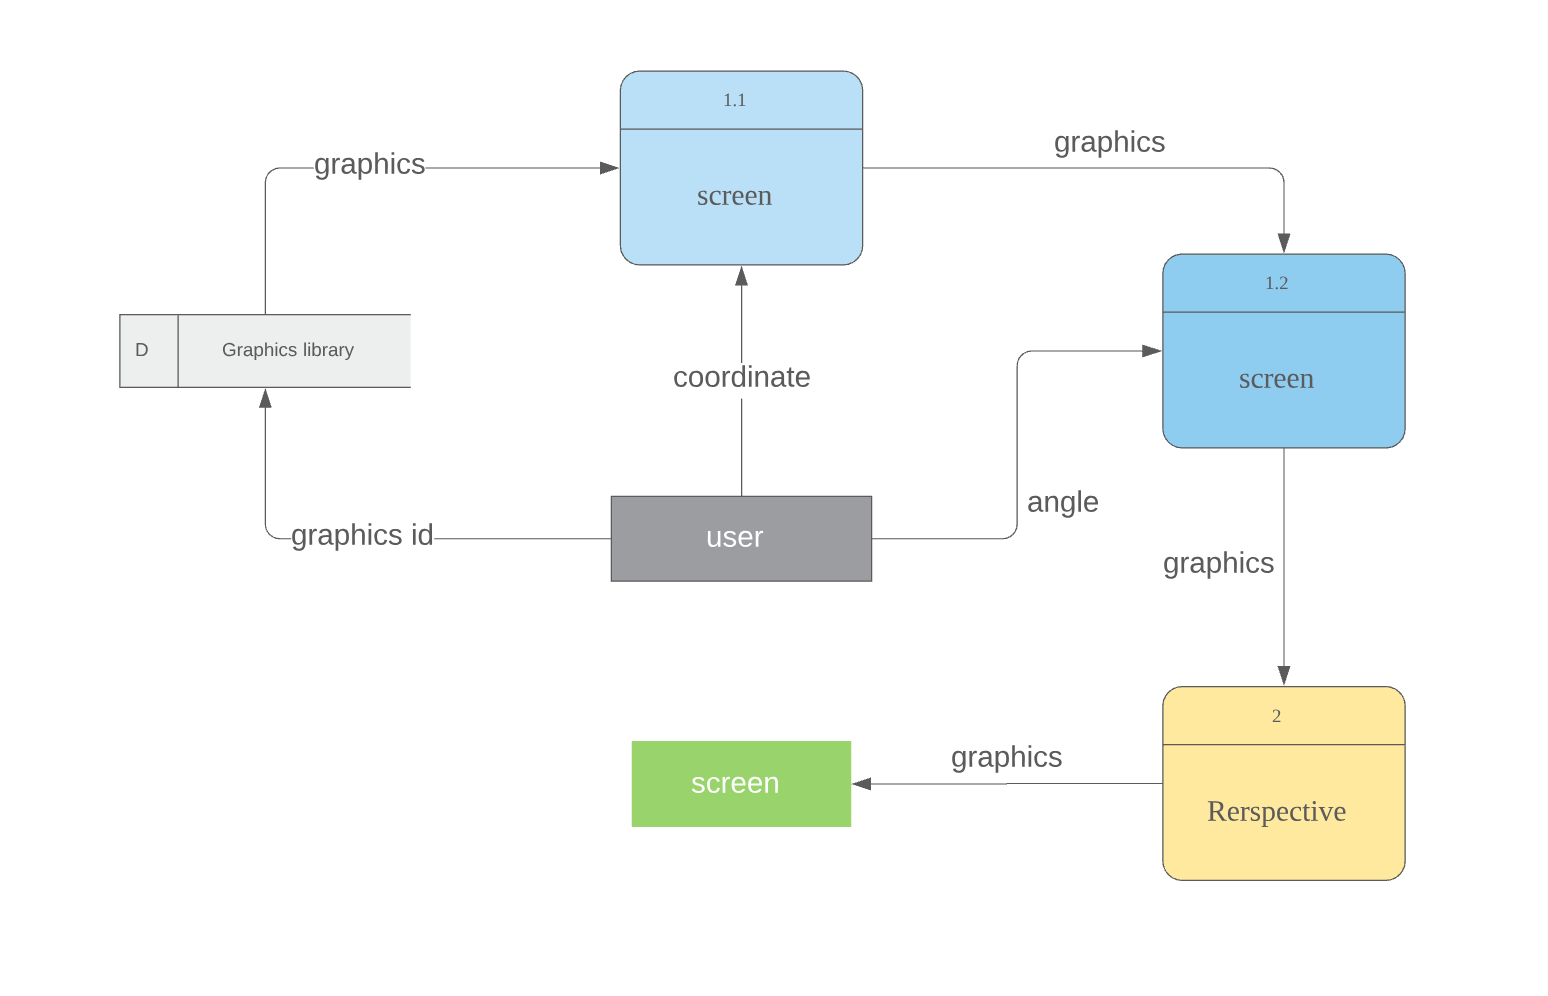 1.1
graphics
graphics
screen
1.2
D
Graphics library
coordinate
screen
angle
graphics id
user
graphics
2
graphics
screen
Rerspective